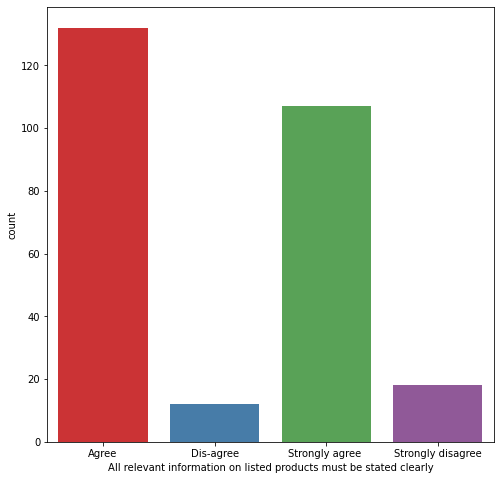 count
120
100
80
60
40
20
0
Agree Dis-agree Strongly agree Strongly disagree
All relevant information on listed products must be stated clearly